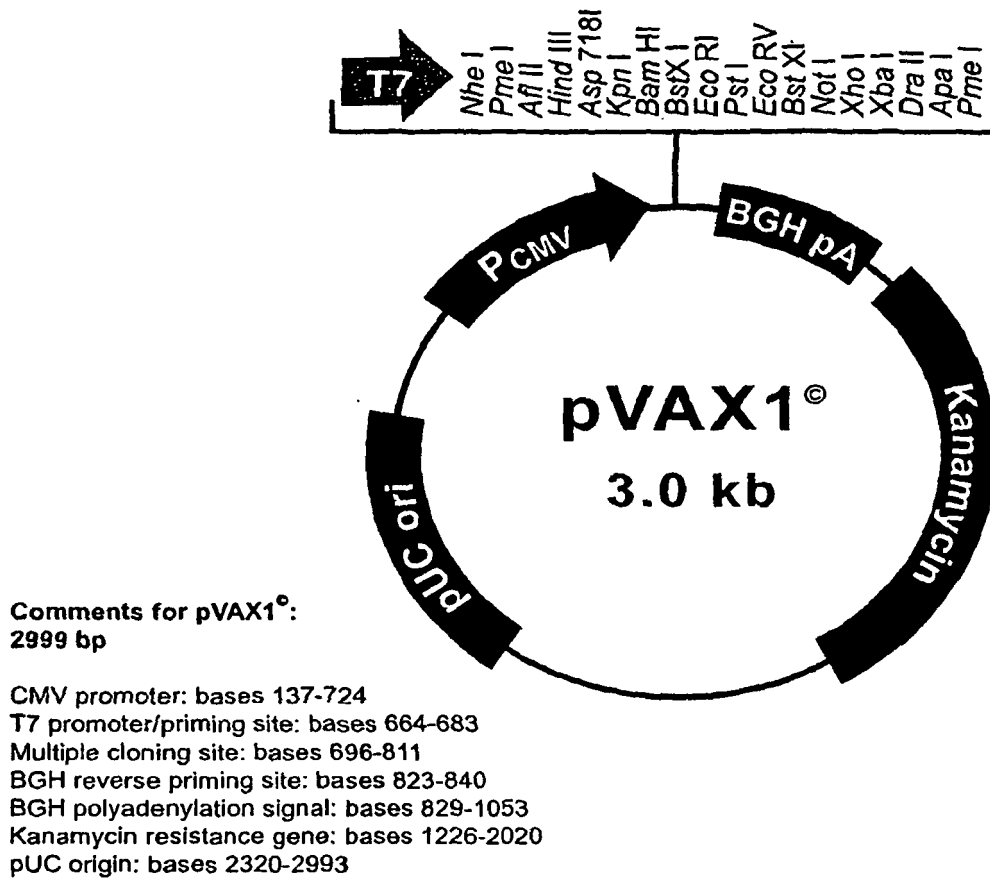 T7
Nhe I
Pme I
Afl II
Hind III
Asp 718I
Kpn I
Bam HI
BstX I
Eco RI
Pst I
Eco RV
Bst XI
Not I
Xho I
Xba I
Dra II
Apa I
Pme I
PCMV
BGH pA
Kanamycin
pUC ori
pVAX1©
3.0 kb
Comments for pVAX1©:
2999 bp
CMV promoter: bases 137-724
T7 promoter/priming site: bases 664-683
Multiple cloning site: bases 696-811
BGH reverse priming site: bases 823-840
BGH polyadenylation signal: bases 829-1053
Kanamycin resistance gene: bases 1226-2020
pUC origin: bases 2320-2993